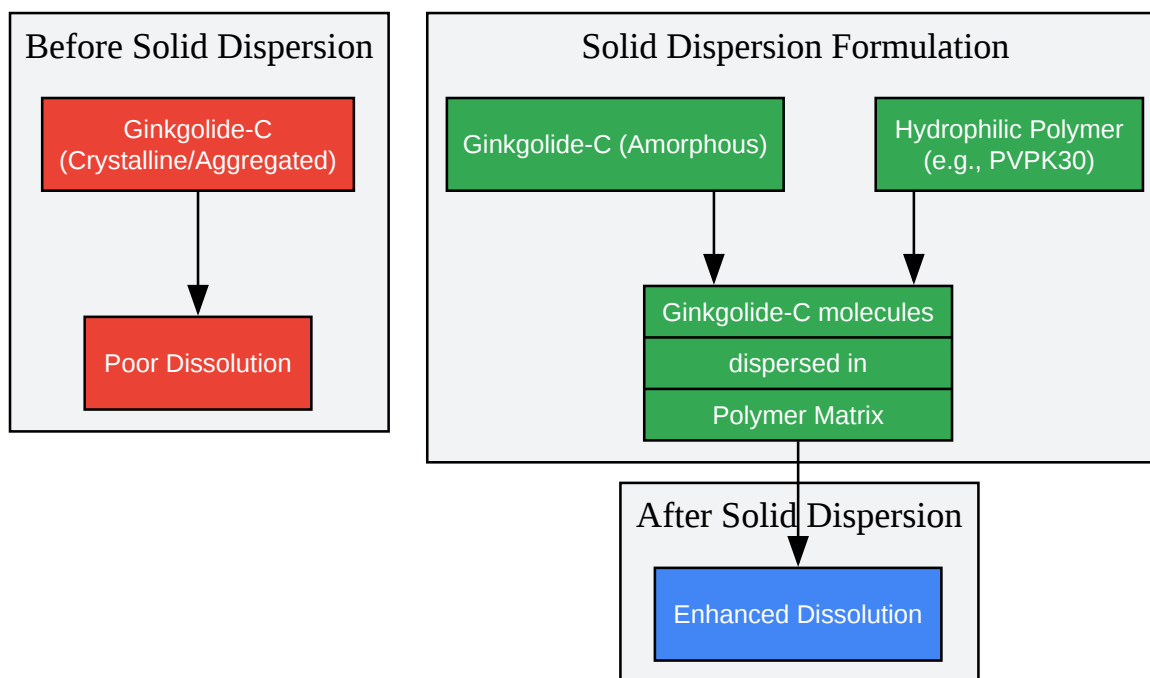 Before Solid Dispersion
Ginkgolide-C
(Crystalline/Aggregated)
Poor Dissolution
Solid Dispersion Formulation
Ginkgolide-C (Amorphous)
Hydrophilic Polymer
(e.g., PVPK30)
Ginkgolide-C molecules
dispersed in
Polymer Matrix
After Solid Dispersion
Enhanced Dissolution